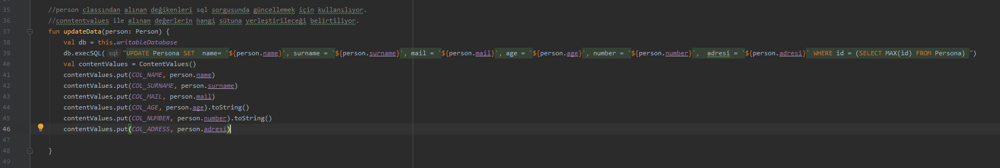 35 //person classından alınan değikenleri sql sorgusunda güncellemek için kullanılıyor.
36 //conntentvalues ile alınan değerlerin hangi sütuna yerleştirileceği belirtiliyor.
37 fun updateData(person: Person) {
38 val db = this.writableDatabase
39 db.execSQL( sql: "UPDATE Persona SET  name= '${person.name}', surname = '${person.surname}', mail = '${person.mail}', age = '${person.age}', number = '${person.number}',  adresi = '${person.adresi}' WHERE id = (SELECT MAX(id) FROM Persona) ")
40 val contentValues = ContentValues()
41 contentValues.put(COL_NAME, person.name)
42 contentValues.put(COL_SURNAME, person.surname)
43 contentValues.put(COL_MAIL, person.mail)
44 contentValues.put(COL_AGE, person.age).toString()
45 contentValues.put(COL_NUMBER, person.number).toString()
46 contentValues.put(COL_ADRESS, person.adresi)
47
48 }
49